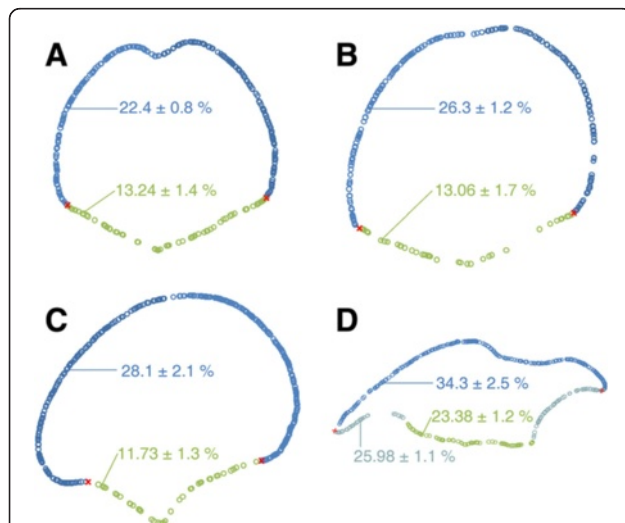 A
B
22.4 ± 0.8 %
26.3 ± 1.2 %
13.24 ± 1.4 %
13.06 ± 1.7 %
C
D
28.1 ± 2.1 %
34.3 ± 2.5 %
23.38 ± 1.2 %
11.73 ± 1.3 %
25.98 ± 1.1 %